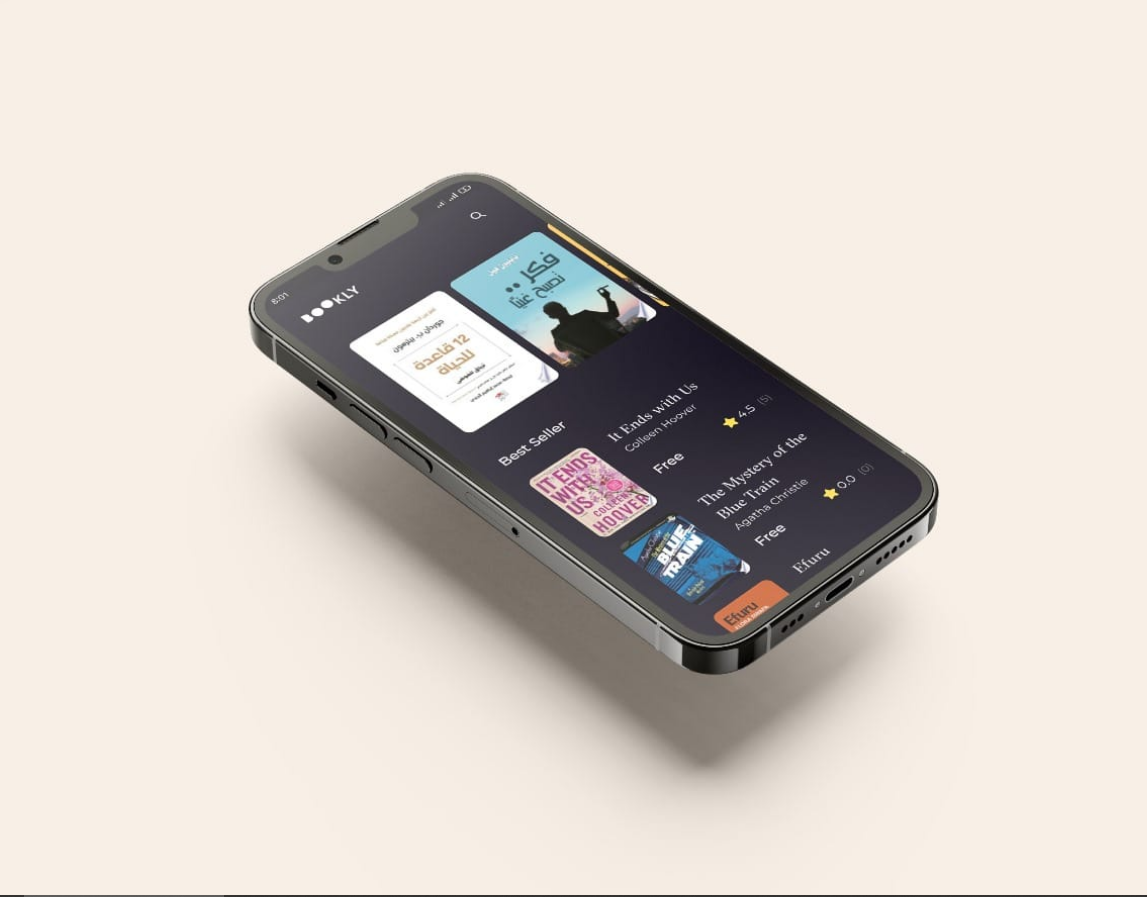 8:01
BOOKLY
جوردان ب. بيترسون
12 قاعدة
للحياة
فكر..
تصبح غنيًا
Best Seller
IT ENDS
WITH
US
COLLEEN
HOOVER
It Ends with Us
Colleen Hoover
Free
4.5 (5)
BLUE
TRAIN
The Mystery of the
Blue Train
Agatha Christie
Free
0.0 (0)
Efuru
Efuru